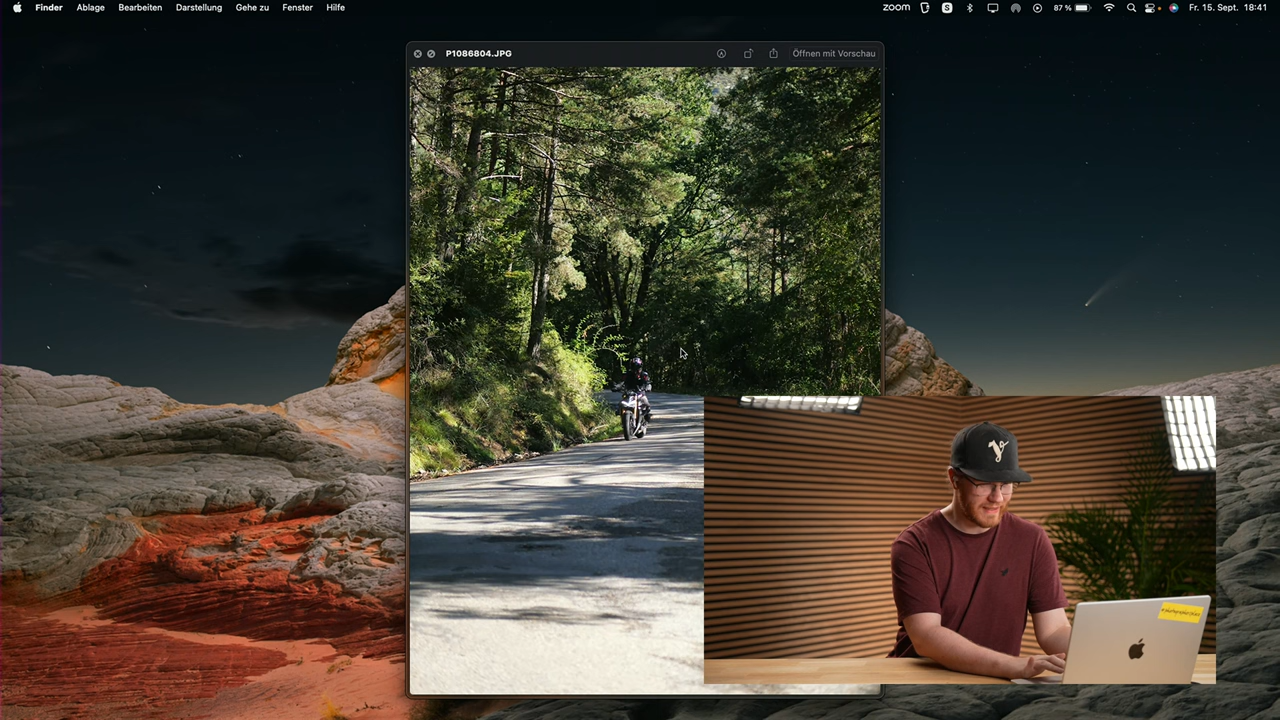 Finder Ablage Bearbeiten Darstellung Gehe zu Fenster Hilfe
zoom S 87 % Fr. 15. Sept. 18:41
P1086804.JPG Öffnen mit Vorschau